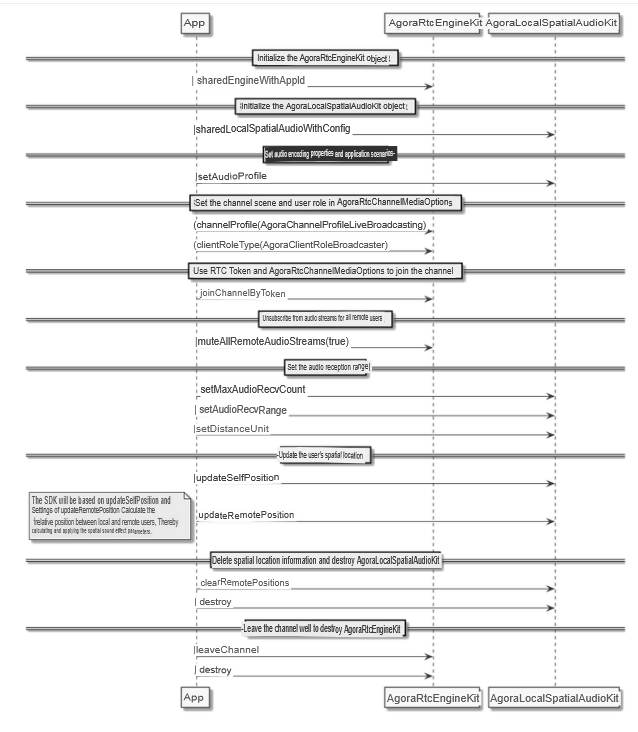 App AgoraRtcEngineKit AgoraLocalSpatialAudioKit
Initialize the AgoraRtcEngineKit object
sharedEngineWithAppId
Initialize the AgoraLocalSpatialAudioKit object
sharedLocalSpatialAudioWithConfig
Set audio encoding properties and application scenarios
setAudioProfile
Set the channel scene and user role in AgoraRtcChannelMediaOptions
(channelProfile(AgoraChannelProfileLiveBroadcasting)
(clientRoleType(AgoraClientRoleBroadcaster)
Use RTC Token and AgoraRtcChannelMediaOptions to join the channel
joinChannelByToken
Unsubscribe from audio streams for all remote users
muteAllRemoteAudioStreams(true)
Set the audio reception range
setMaxAudioRecvCount
setAudioRecvRange
setDistanceUnit
Update the user's spatial location
updateSelfPosition
The SDK will be based on updateSelfPosition and
Settings of updateRemotePosition Calculate the
relative position between local and remote users, Thereby
calculating and applying the spatial sound effect parameters.
updateRemotePosition
Delete spatial location information and destroy AgoraLocalSpatialAudioKit
clearRemotePositions
destroy
Leave the channel well to destroy AgoraRtcEngineKit
leaveChannel
destroy
App AgoraRtcEngineKit AgoraLocalSpatialAudioKit